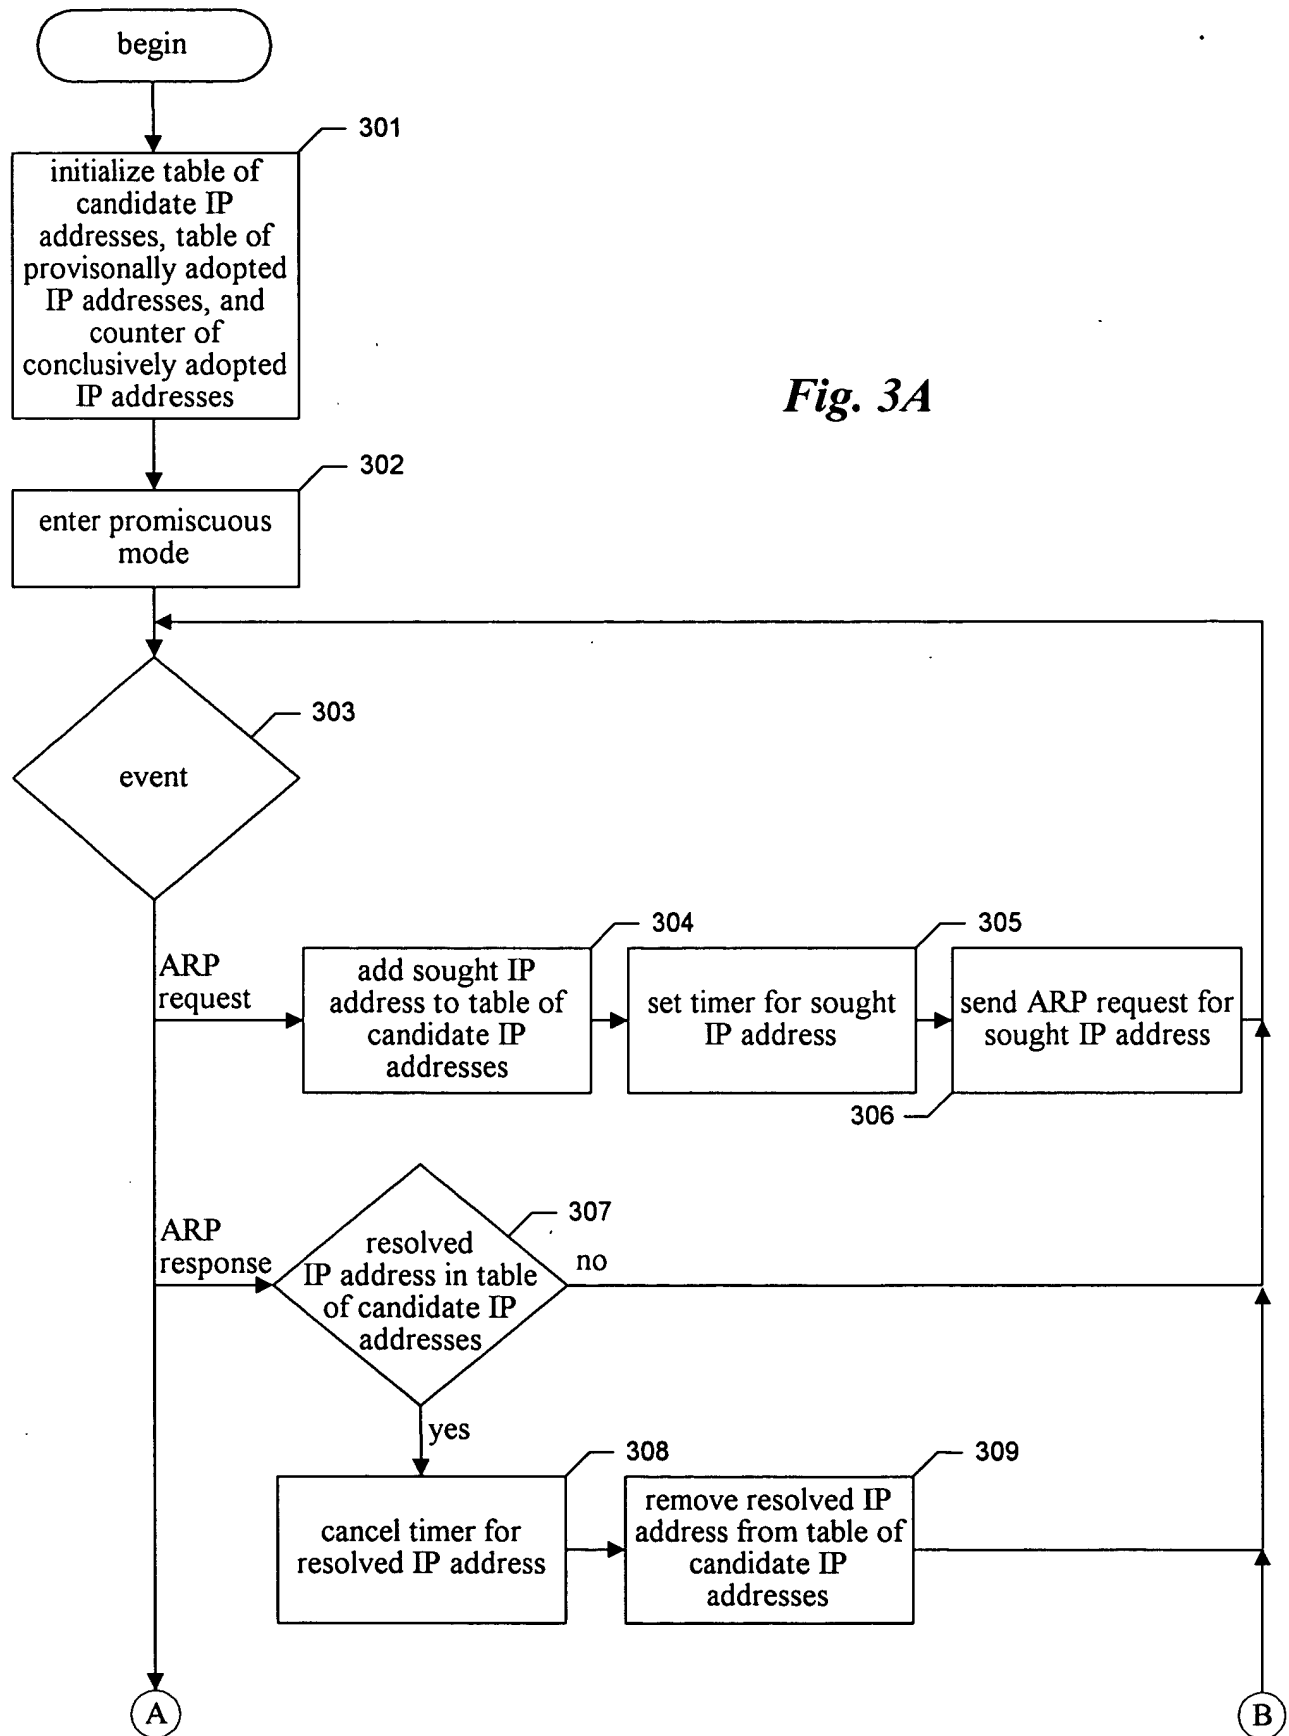 begin
301
initialize table of
candidate IP
addresses, table of
provisonally adopted
IP addresses, and
counter of
conclusively adopted
IP addresses
Fig. 3A
302
enter promiscuous
mode
303
event
304
305
ARP
request
add sought IP
address to table of
candidate IP
addresses
set timer for sought
IP address
send ARP request for
sought IP address
306
307
ARP
response
resolved
IP address in table
of candidate IP
addresses
no
yes
308
309
cancel timer for
resolved IP address
remove resolved IP
address from table of
candidate IP
addresses
A
B